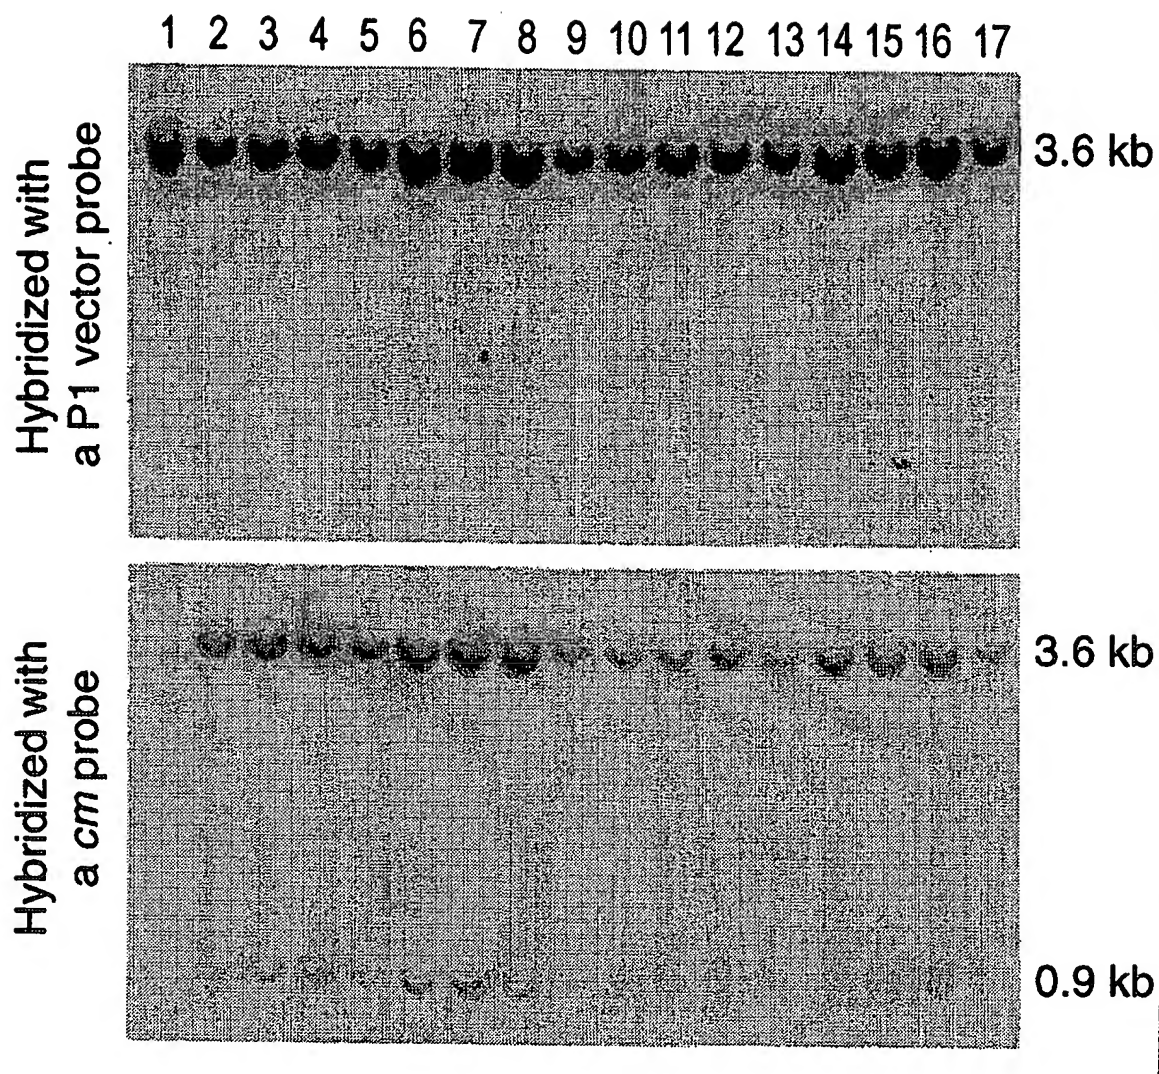 1 2 3 4 5 6 7 8 9 10 11 12 13 14 15 16 17
Hybridized with
a P1 vector probe
3.6 kb
Hybridized with
a cm probe
3.6 kb
0.9 kb